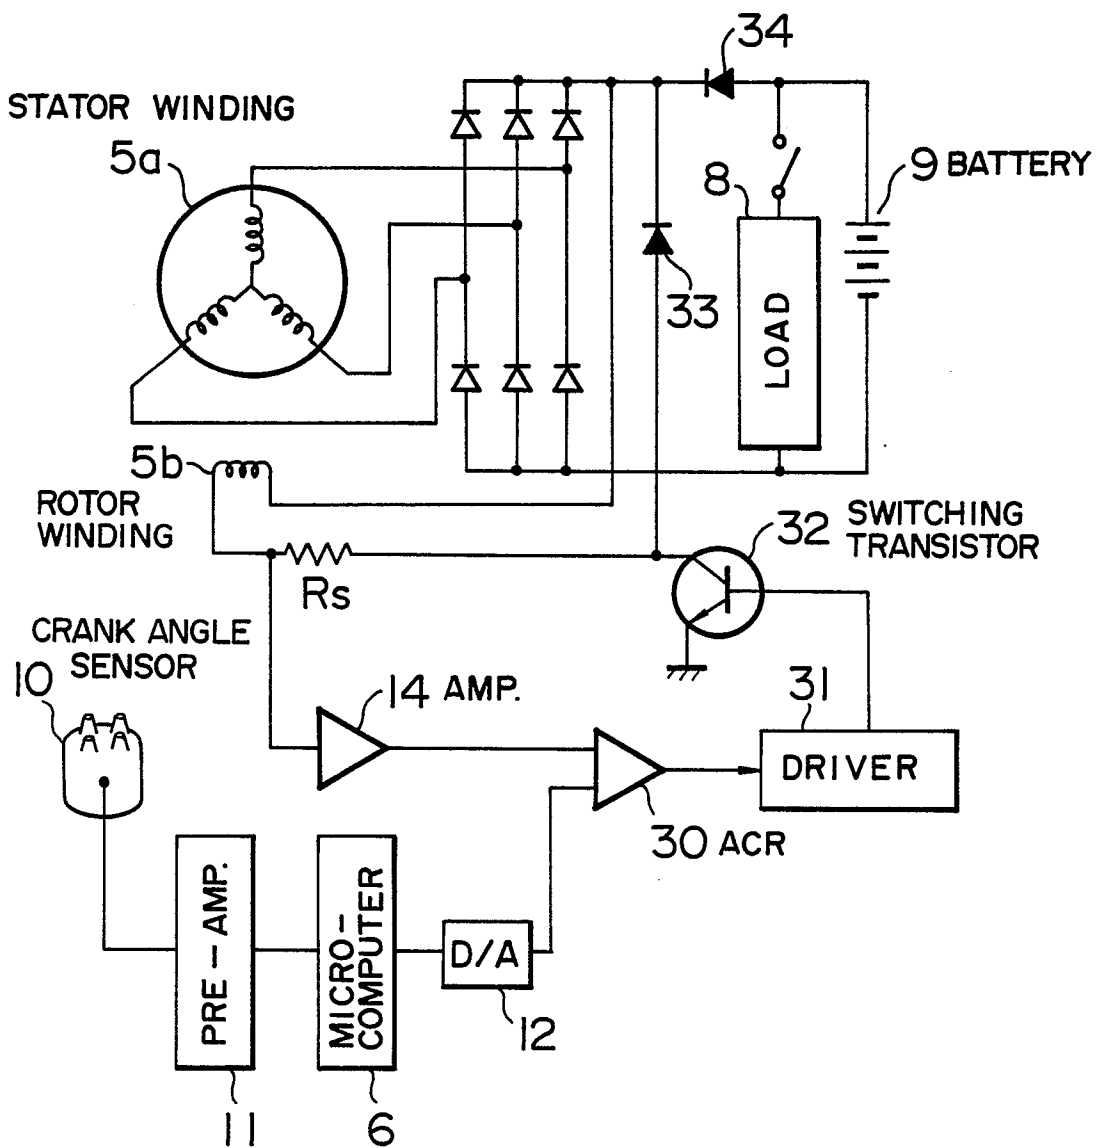 34
STATOR WINDING
5a
9 BATTERY
8
33
LOAD
5b
ROTOR
WINDING
32
SWITCHING
TRANSISTOR
Rs
CRANK ANGLE
SENSOR
10
14 AMP.
31
DRIVER
30 ACR
PRE-AMP.
MICRO-
COMPUTER
D/A
12
11
6